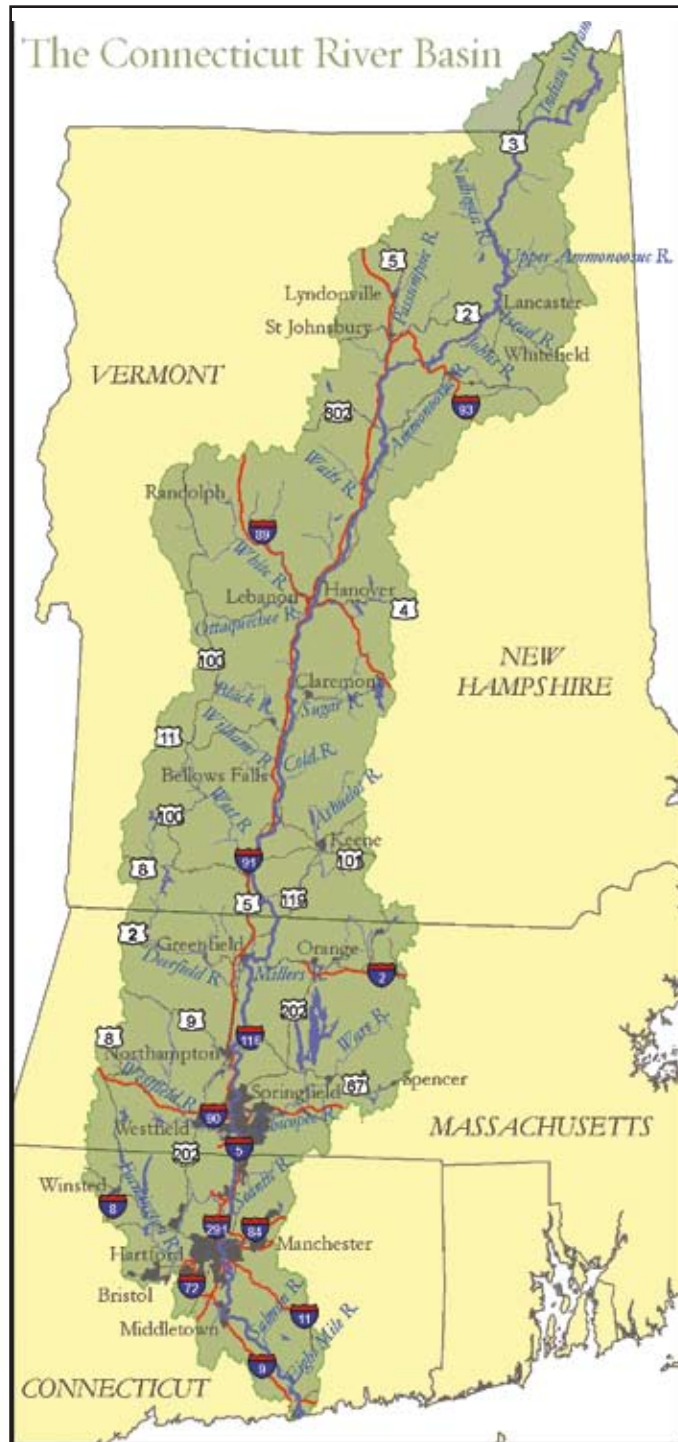 The Connecticut River Basin
Indian Stream
3
Nulhegan R.
5
Passumpsic R.
Upper Ammonoosuc R.
Lyndonville
2
Lancaster
St Johnsbury
Israel R.
Johns R.
Whitefield
VERMONT
93
302
Ammonoosuc R.
Waits R.
Randolph
89
White R.
Lebanon
Hanover
4
Ottaquechee R.
100
NEW
HAMPSHIRE
Claremont
Black R.
Sugar R.
11
Williams R.
Cold R.
Bellows Falls
West R.
100
Ashuelot R.
Keene
91
101
8
5
119
2
Greenfield
Orange
Deerfield R.
Millers R.
2
202
9
8
116
Ware R.
Northampton
67
Spencer
Westfield R.
Springfield
90
Westfield
Chicopee R.
MASSACHUSETTS
202
5
Scantic R.
Winsted
8
Farmington R.
291
84
Hartford
Manchester
72
Bristol
Salmon R.
11
Middletown
Eight Mile R.
9
CONNECTICUT